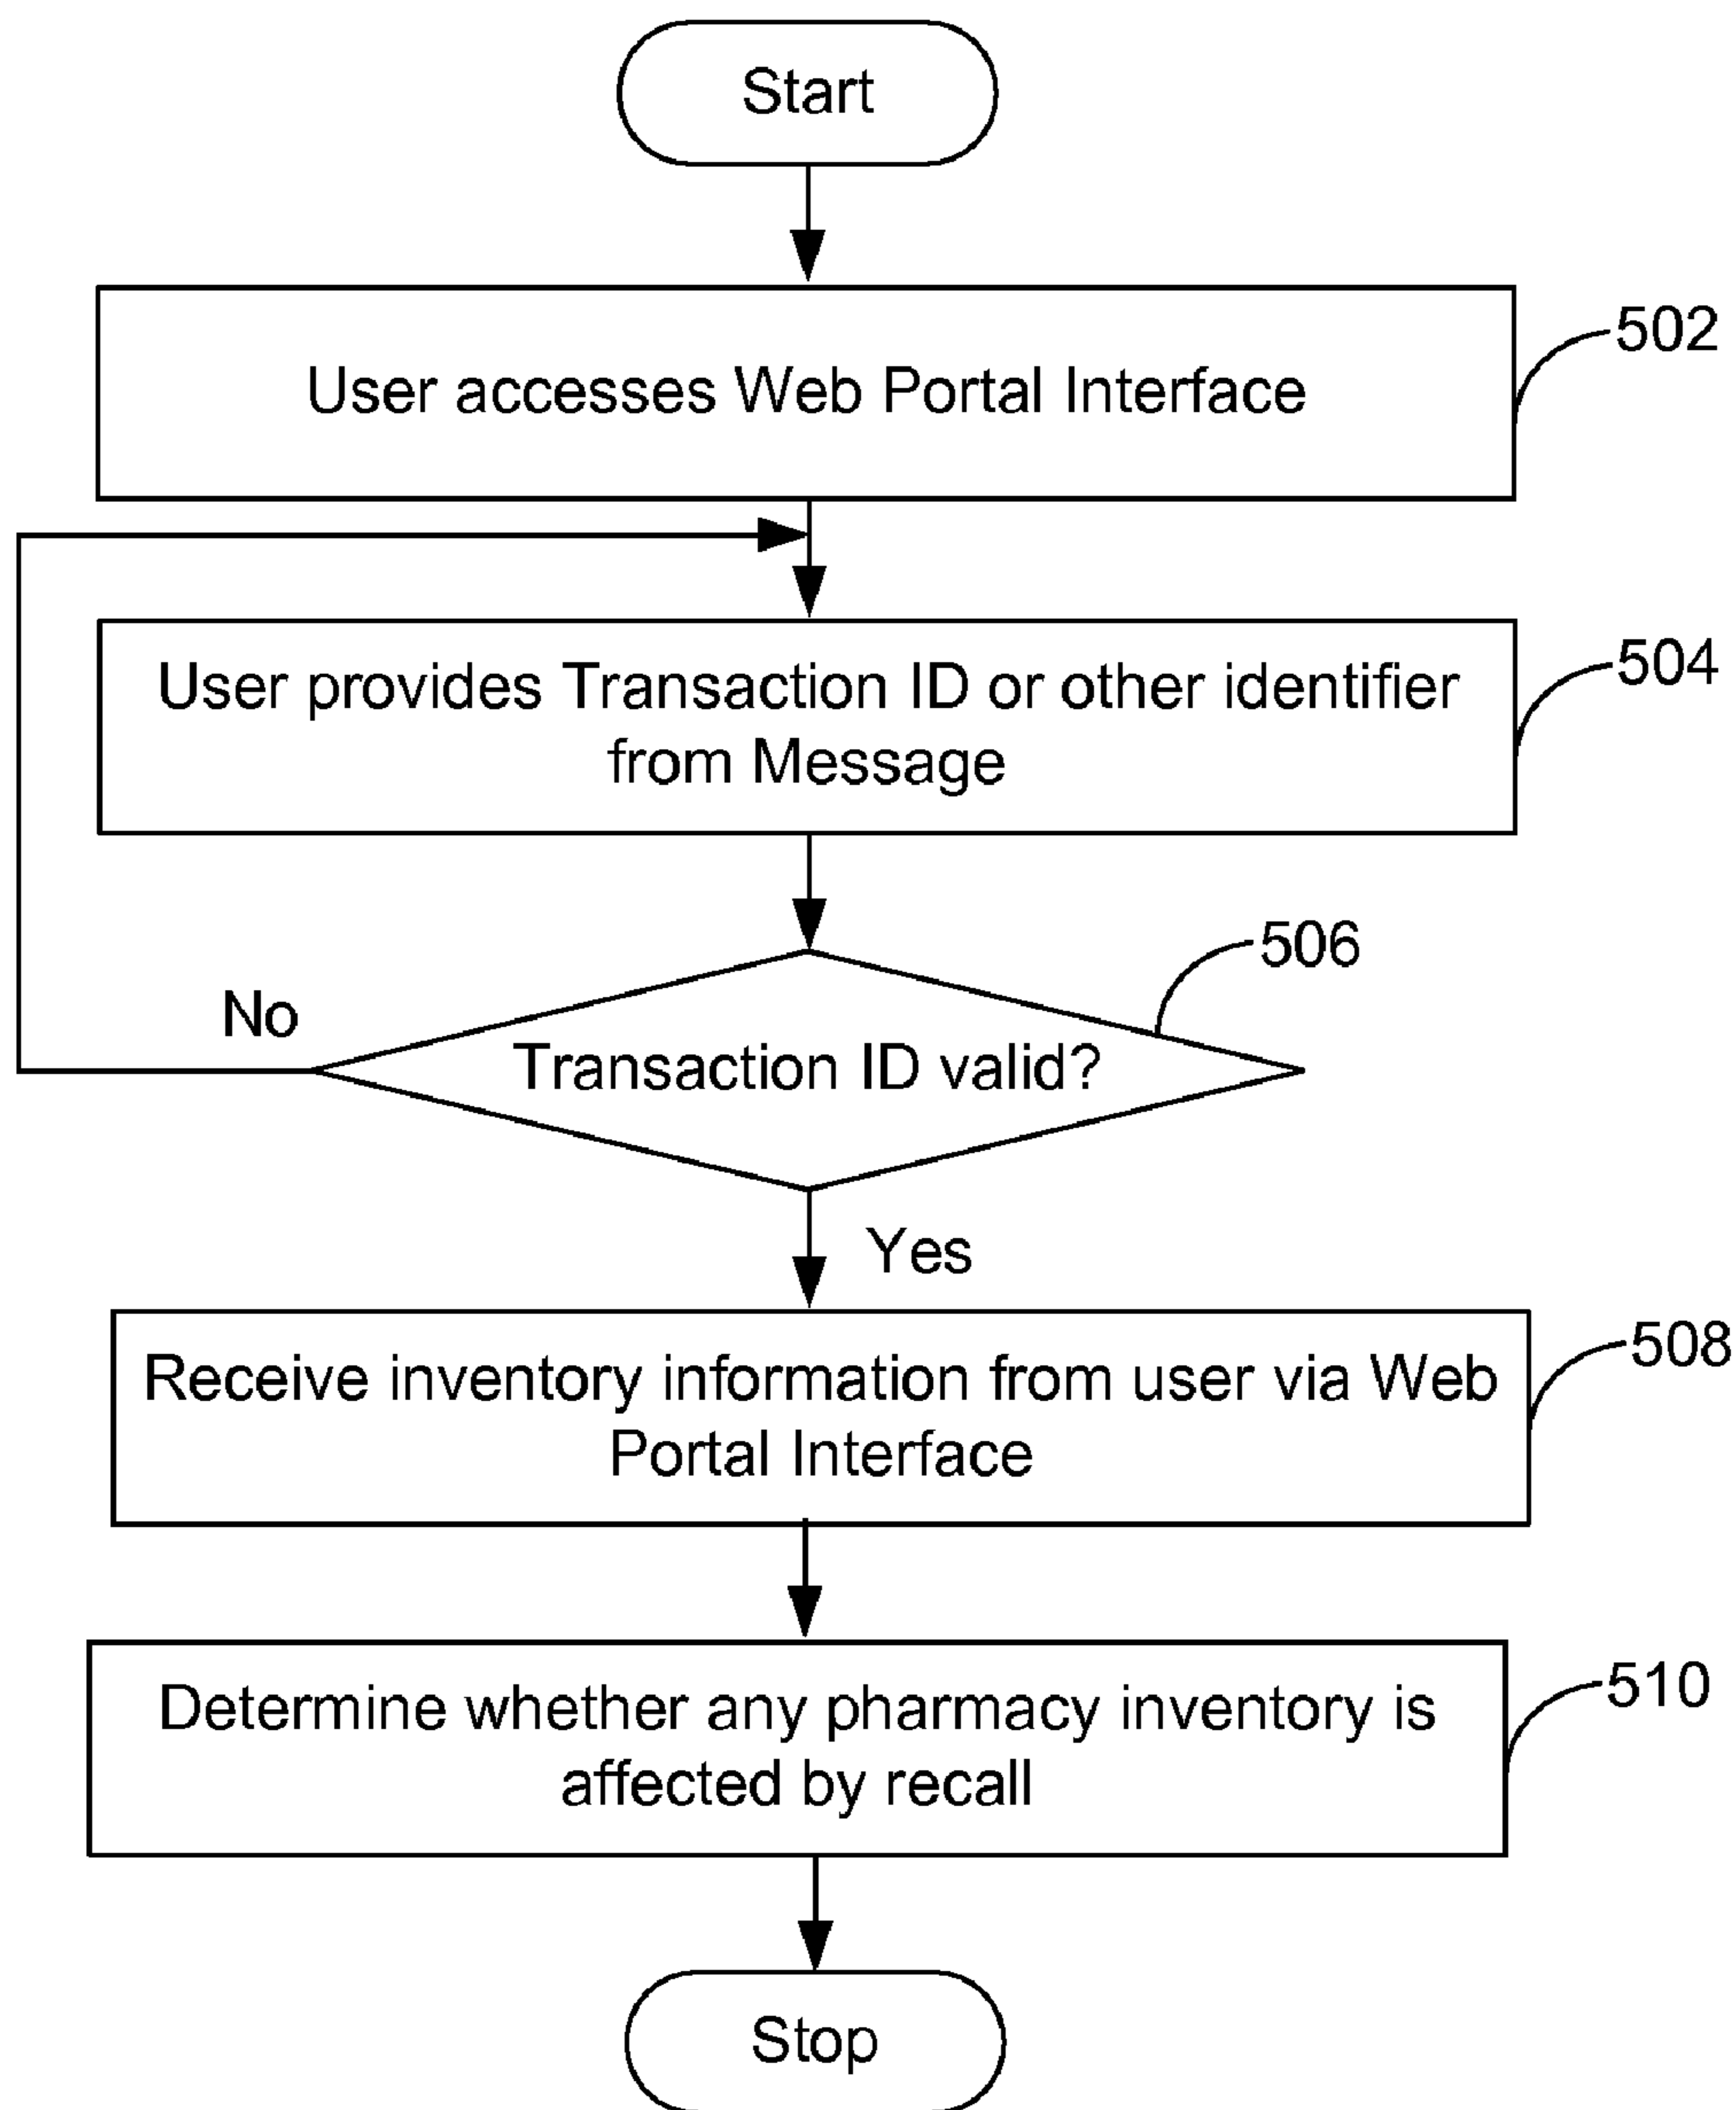 Start
User accesses Web Portal Interface
502
User provides Transaction ID or other identifier
from Message
504
506
No
Transaction ID valid?
Yes
Receive inventory information from user via Web
Portal Interface
508
Determine whether any pharmacy inventory is
affected by recall
510
Stop